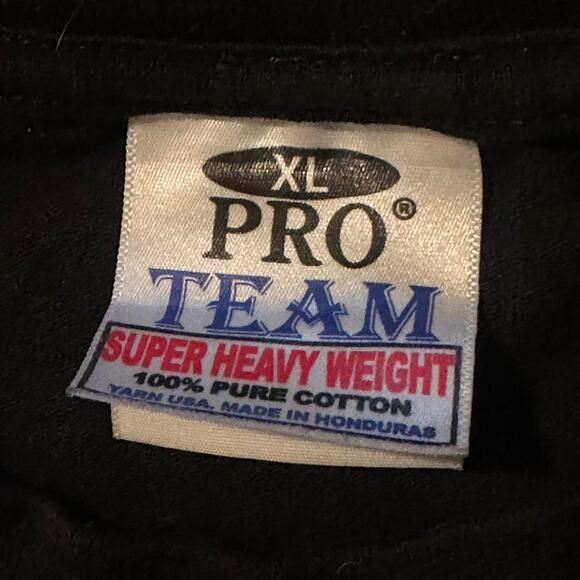 XL
PRO®
TEAM
SUPER HEAVY WEIGHT
100% PURE COTTON
YARN USA. MADE IN HONDURAS